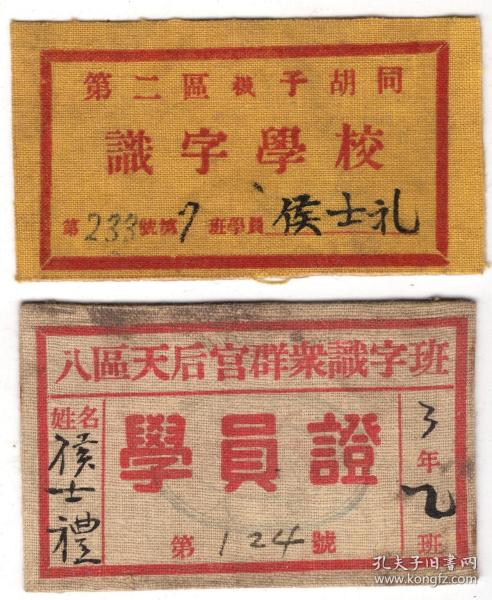 第二區襪子胡同
識字學校
第233號第7班學員 侯士礼
八區天后宮群衆識字班
姓名 侯士禮
學員證
第124號
3年乙班
孔夫子旧书网
www.kongfz.com